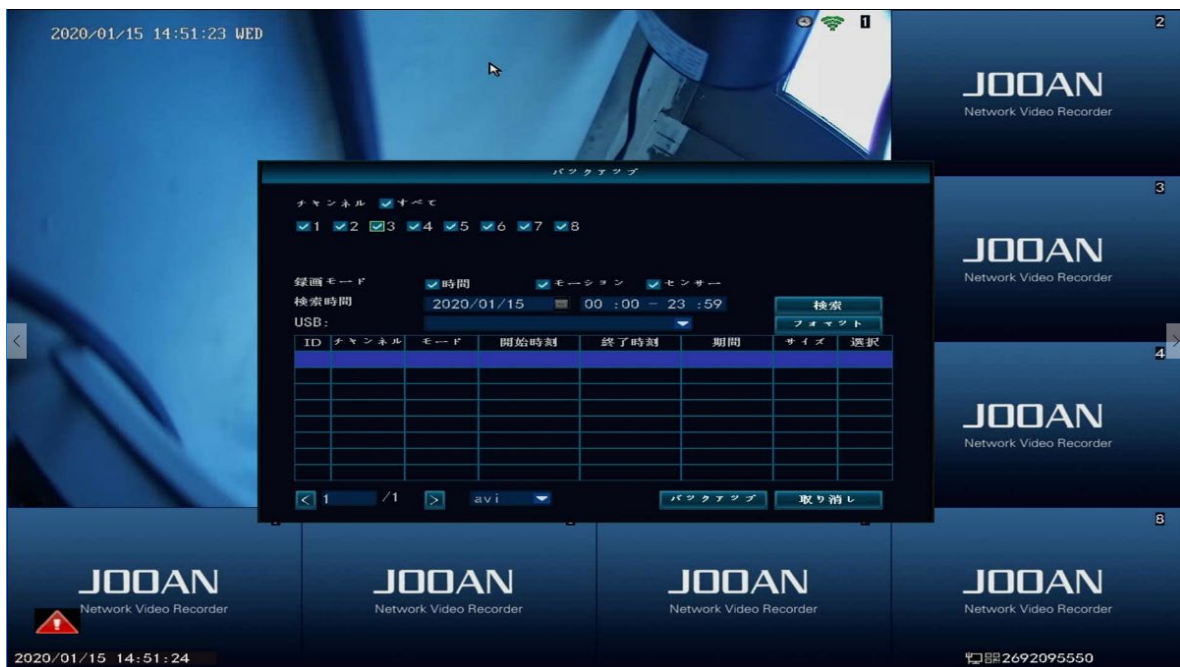 2020/01/15 14:51:23 WED
1
2
JOOAN
Network Video Recorder
3
JOOAN
Network Video Recorder
4
JOOAN
Network Video Recorder
バックアップ
チャンネル すべて
1 2 3 4 5 6 7 8
録画モード 時間 モーション センサー
検索時間 2020/01/15 00 :00 - 23 :59 検索
USB: フォマット
ID チャンネル モード 開始時刻 終了時刻 期間 サイズ 選択
< 1 /1 > avi バックアップ 取り消し
8
JOOAN
Network Video Recorder
JOOAN
Network Video Recorder
JOOAN
Network Video Recorder
JOOAN
Network Video Recorder
2020/01/15 14:51:24
2692095550